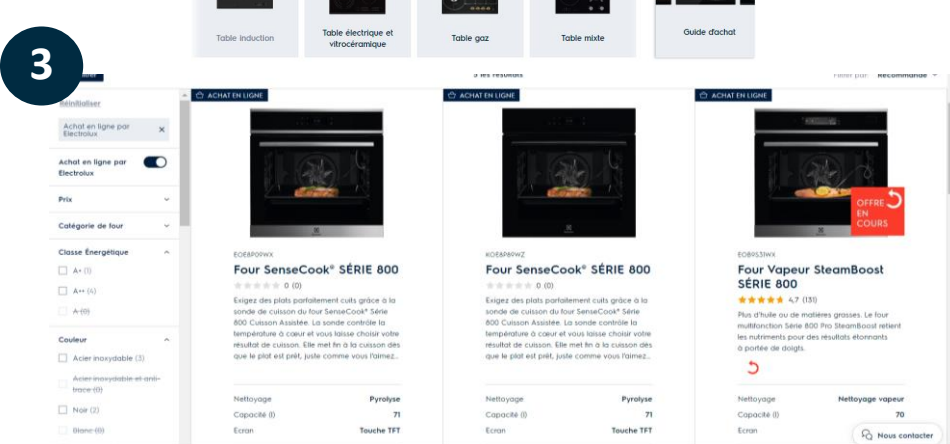 Table induction
Table électrique et
vitrocéramique
Table gaz
Table mixte
Guide d'achat
3
5 les résultats
Filtrer par: Recommandé
Réinitialiser
Achat en ligne par
Electrolux
×
Achat en ligne par
Electrolux
Prix
Catégorie de four
Classe Énergétique
A+ (1)
A++ (4)
A (0)
Couleur
Acier inoxydable (3)
Acier inoxydable et anti-
trace (0)
Noir (2)
Blanc (0)
ACHAT EN LIGNE
EOE8P09WX
Four SenseCook® SÉRIE 800
0 (0)
Exigez des plats parfaitement cuits grâce à la
sonde de cuisson du four SenseCook® Série
800 Cuisson Assistée. La sonde contrôle la
température à cœur et vous laisse choisir votre
résultat de cuisson. Elle met fin à la cuisson dès
que le plat est prêt, juste comme vous l'aimez...
Nettoyage Pyrolyse
Capacité (l) 71
Ecran Touche TFT
ACHAT EN LIGNE
KOE8P89WZ
Four SenseCook® SÉRIE 800
.0 (0)
Exigez des plats parfaitement cuits grâce à la
sonde de cuisson du four SenseCook® Série
800 Cuisson Assistée. La sonde contrôle la
température à cœur et vous laisse choisir votre
résultat de cuisson. Elle met fin à la cuisson dès
que le plat est prêt, juste comme vous l'aimez...
Nettoyage Pyrolyse
Capacité (l) 71
Ecran Touche TFT
ACHAT EN LIGNE
OFFRE
EN
COURS
EOB9S31WX
Four Vapeur SteamBoost
SÉRIE 800
4,7 (131)
Plus d'huile ou de matières grasses. Le four
multifonction Série 800 Pro SteamBoost retient
les nutriments pour des résultats étonnants
à portée de doigts.
Nettoyage Nettoyage vapeur
Capacité (l) 70
Ecran
Nous contacter